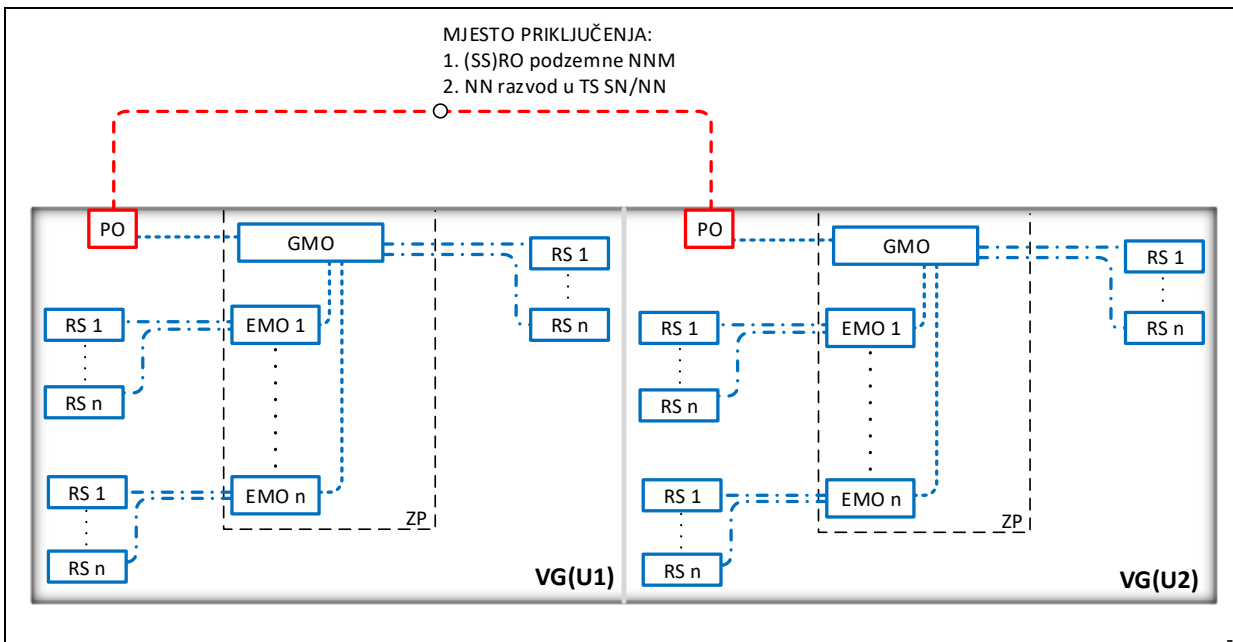 MJESTO PRIKLJUČENJA:
1. (SS)RO podzemne NNM
2. NN razvod u TS SN/NN
PO
GMO
RS 1
RS n
RS 1
EMO 1
RS n
RS 1
EMO n
RS n
ZP
VG(U1)
PO
GMO
RS 1
RS n
RS 1
EMO 1
RS n
RS 1
EMO n
RS n
ZP
VG(U2)